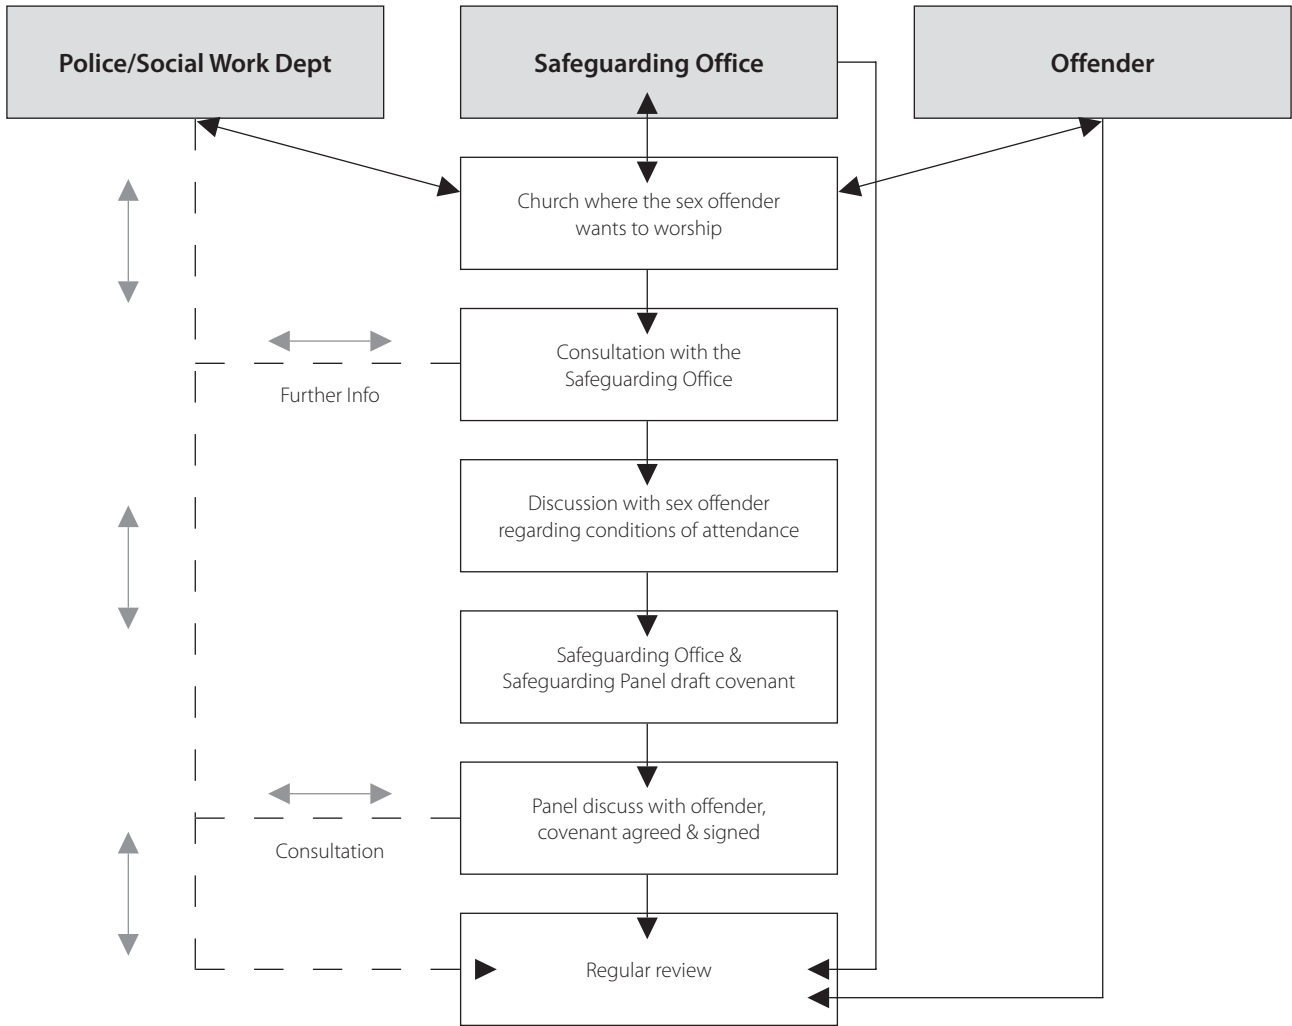 Police/Social Work Dept
Safeguarding Office
Offender
Church where the sex offender
wants to worship
Consultation with the
Safeguarding Office
Further Info
Discussion with sex offender
regarding conditions of attendance
Safeguarding Office &
Safeguarding Panel draft covenant
Panel discuss with offender,
covenant agreed & signed
Consultation
Regular review